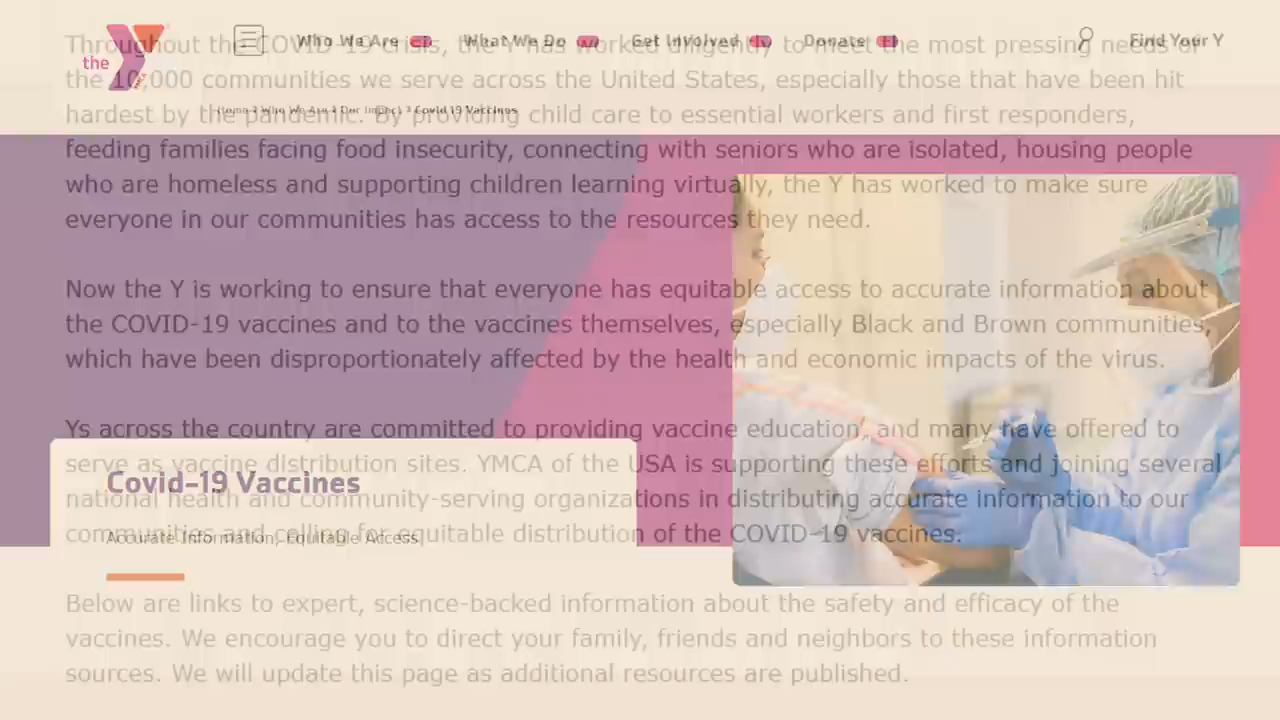 the
Who We Are
What We Do
Get Involved
Donate
Find Your Y
Home > Who We Are > Our Impact > Covid 19 Vaccines
Throughout the COVID-19 crisis, the Y has worked diligently to meet the most pressing needs of
the 10,000 communities we serve across the United States, especially those that have been hit
hardest by the pandemic. By providing child care to essential workers and first responders,
feeding families facing food insecurity, connecting with seniors who are isolated, housing people
who are homeless and supporting children learning virtually, the Y has worked to make sure
everyone in our communities has access to the resources they need.
Now the Y is working to ensure that everyone has equitable access to accurate information about
the COVID-19 vaccines and to the vaccines themselves, especially Black and Brown communities,
which have been disproportionately affected by the health and economic impacts of the virus.
Ys across the country are committed to providing vaccine education, and many have offered to
serve as vaccine distribution sites. YMCA of the USA is supporting these efforts and joining several
national health and community-serving organizations in distributing accurate information to our
communities and calling for equitable distribution of the COVID-19 vaccines.
Covid-19 Vaccines
Accurate Information, Equitable Access
Below are links to expert, science-backed information about the safety and efficacy of the
vaccines. We encourage you to direct your family, friends and neighbors to these information
sources. We will update this page as additional resources are published.